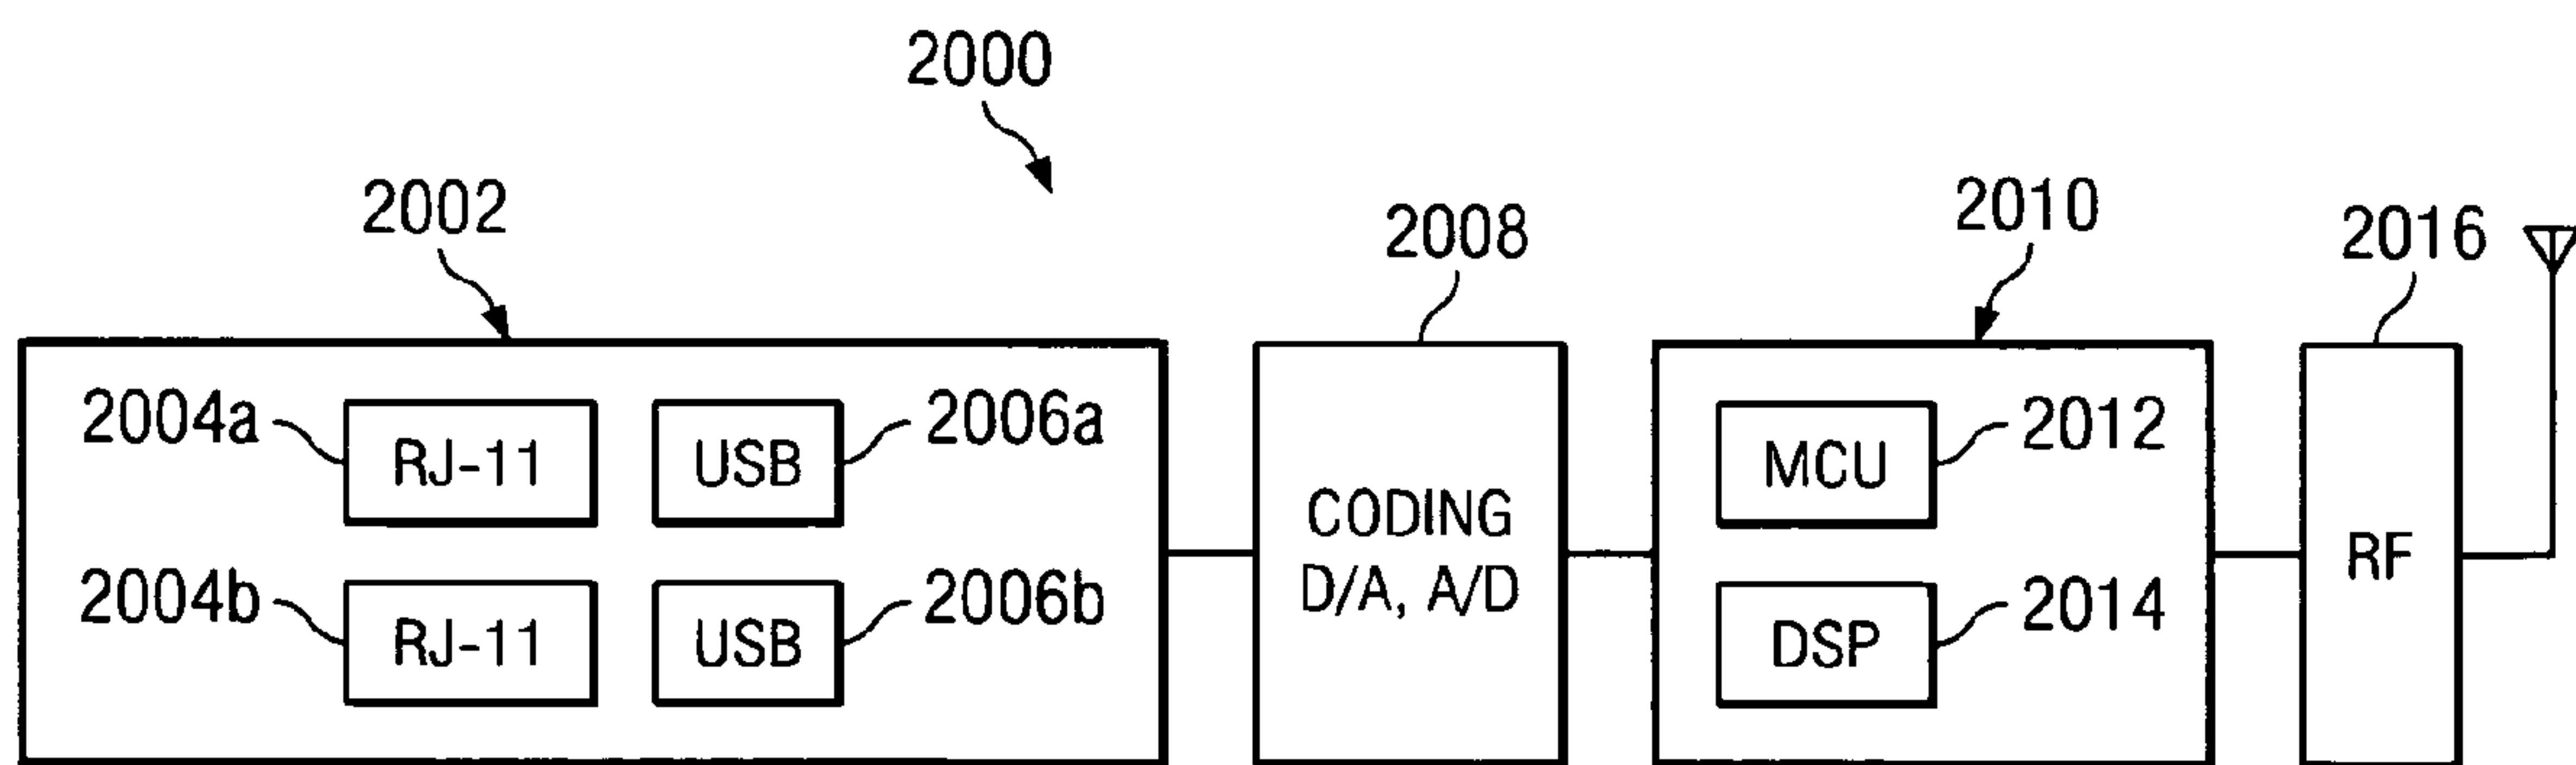 2000
2002
2008
2010
2016
2004a
RJ-11
USB
2006a
MCU
2012
CODING
D/A, A/D
RF
2004b
RJ-11
USB
2006b
DSP
2014